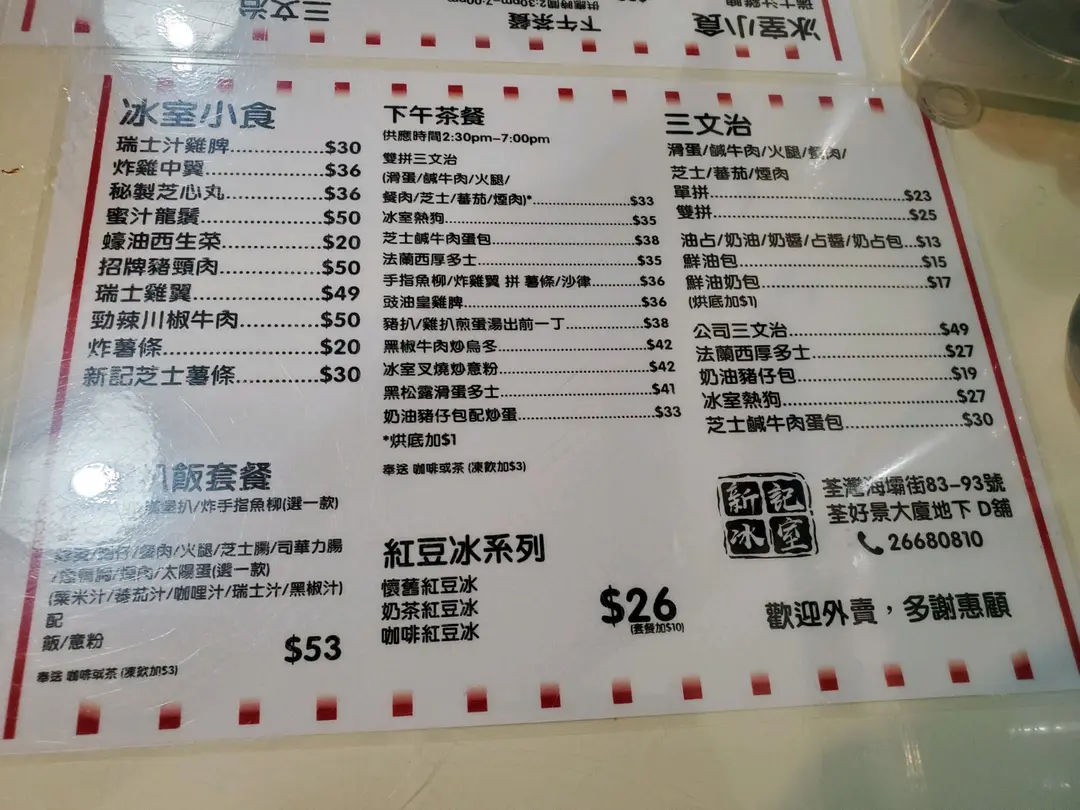 冰室小食
瑞士汁雞脾 $30
炸雞中翼 $36
秘製芝心丸 $36
蜜汁龍鬚 $50
蠔油西生菜 $20
招牌豬頸肉 $50
瑞士雞翼 $49
勁辣川椒牛肉 $50
炸薯條 $20
新記芝士薯條 $30
扒飯套餐
扒/炸手指魚柳(選一款)
肉/火腿/芝士腸/司華力腸
煙肉/太陽蛋(選一款)
(粟米汁/蕃茄汁/咖喱汁/瑞士汁/黑椒汁)
配
飯/意粉
$53
奉送 咖啡或茶 (凍飲加$3)
下午茶餐
供應時間2:30pm-7:00pm
雙拼三文治
(滑蛋/鹹牛肉/火腿/
餐肉/芝士/蕃茄/煙肉)* $33
冰室熱狗 $35
芝士鹹牛肉蛋包 $38
法蘭西厚多士 $35
手指魚柳/炸雞翼 拼 薯條/沙律 $36
豉油皇雞脾 $36
豬扒/雞扒煎蛋湯出前一丁 $38
黑椒牛肉炒烏冬 $42
冰室叉燒炒意粉 $42
黑松露滑蛋多士 $41
奶油豬仔包配炒蛋 $33
*烘底加$1
奉送 咖啡或茶 (凍飲加$3)
紅豆冰系列
懷舊紅豆冰
奶茶紅豆冰
咖啡紅豆冰
$26
(套餐加$10)
三文治
滑蛋/鹹牛肉/火腿/餐肉/
芝士/蕃茄/煙肉
單拼 $23
雙拼 $25
油占/奶油/奶醬/占醬/奶占包 $13
鮮油包 $15
鮮油奶包 $17
(烘底加$1)
公司三文治 $49
法蘭西厚多士 $27
奶油豬仔包 $19
冰室熱狗 $27
芝士鹹牛肉蛋包 $30
新記
冰室
荃灣海壩街83-93號
荃好景大廈地下 D舖
26680810
歡迎外賣，多謝惠顧
冰室小食
下午茶餐
三文治